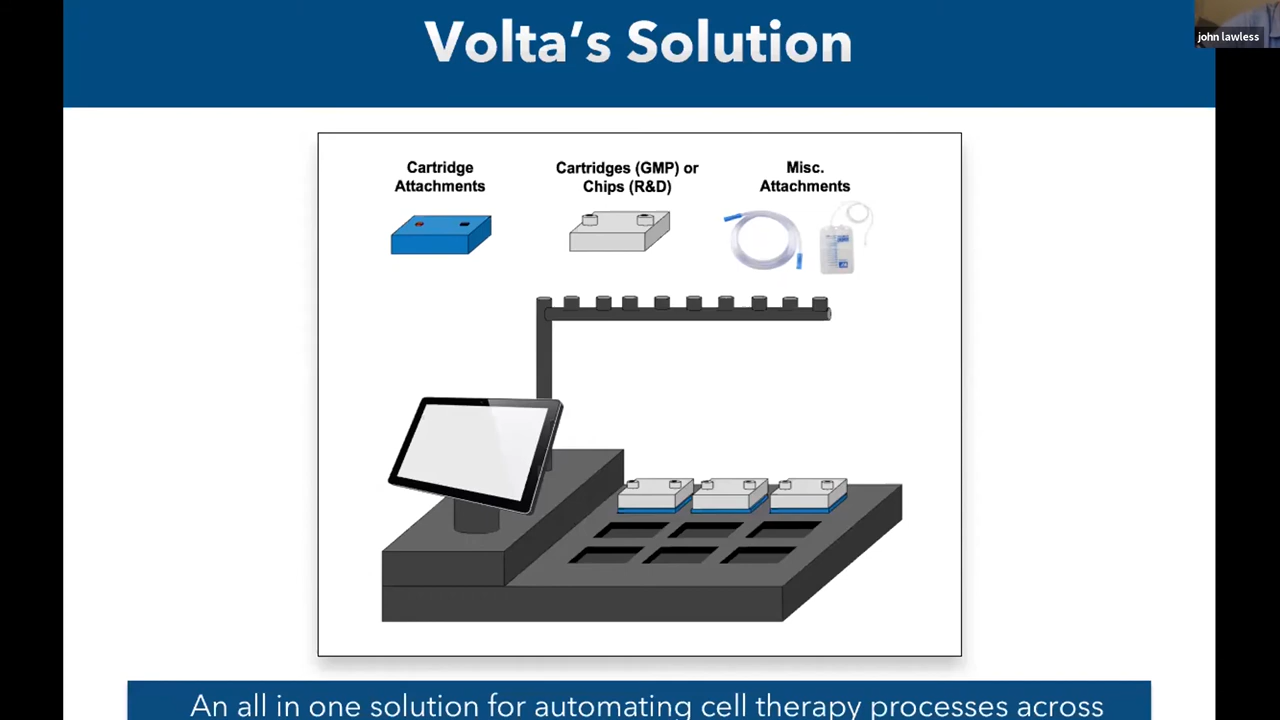 Volta's Solution
john lawless
Cartridge
Attachments
Cartridges (GMP) or
Chips (R&D)
Misc.
Attachments
An all in one solution for automating cell therapy processes across